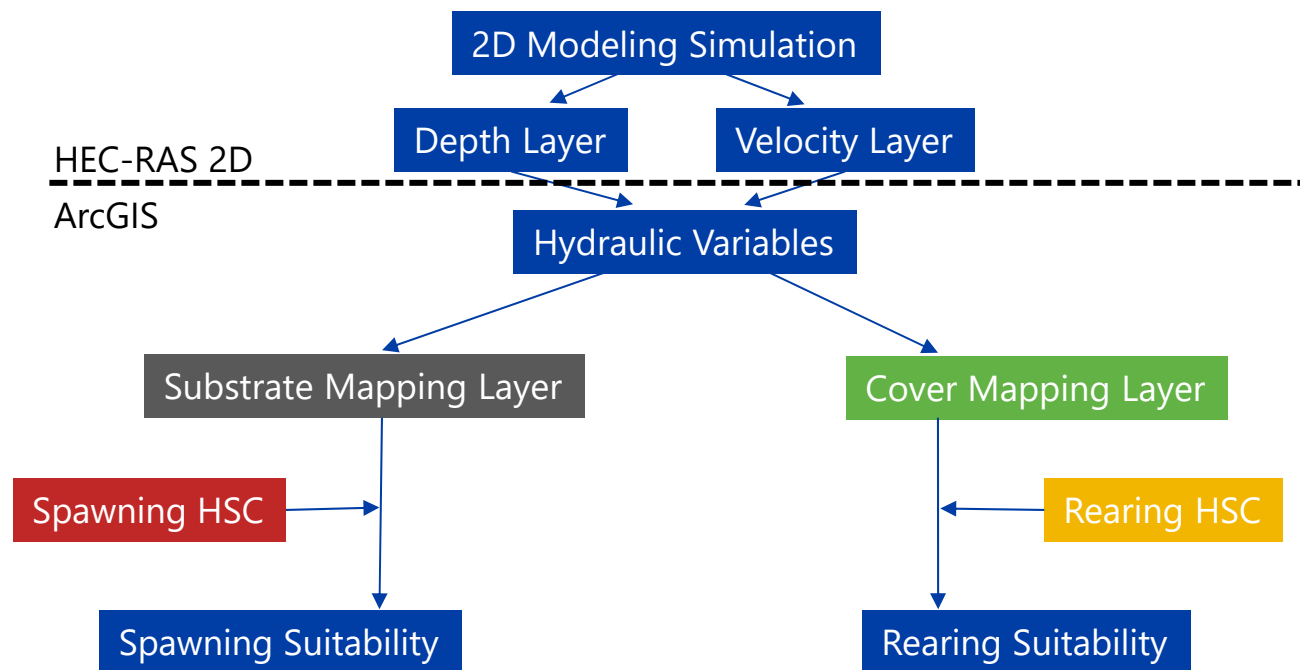 2D Modeling Simulation
Depth Layer
Velocity Layer
HEC-RAS 2D
ArcGIS
Hydraulic Variables
Substrate Mapping Layer
Cover Mapping Layer
Spawning HSC
Rearing HSC
Spawning Suitability
Rearing Suitability